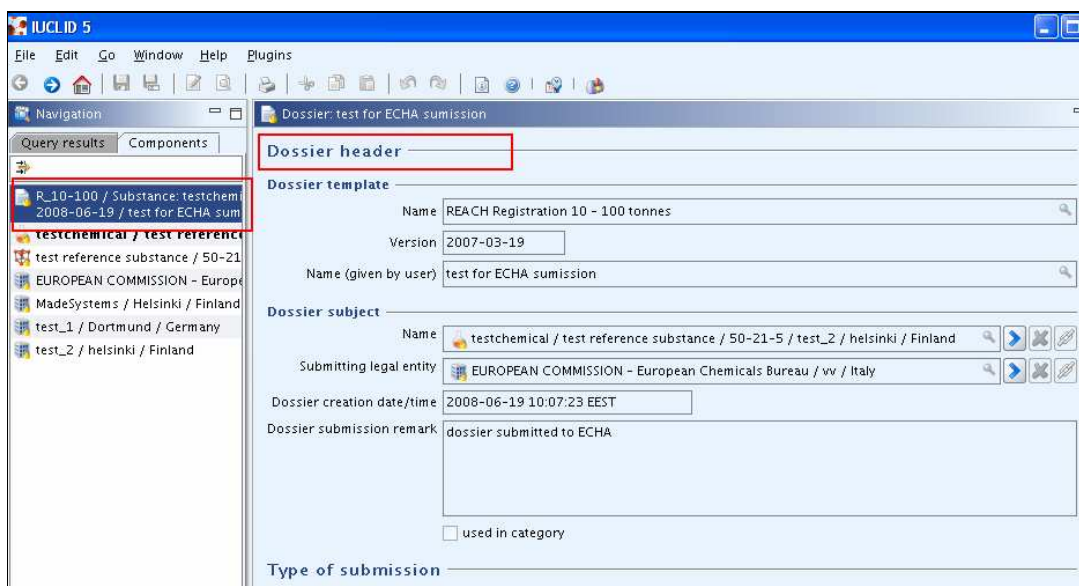 IUCLID 5
File Edit Go Window Help Plugins
Navigation
Query results Components
R_10-100 / Substance: testchemi
2008-06-19 / test for ECHA sum
testchemical / test reference
test reference substance / 50-21
EUROPEAN COMMISSION - Europe
MadeSystems / Helsinki / Finland
test_1 / Dortmund / Germany
test_2 / helsinki / Finland
Dossier: test for ECHA sumission
Dossier header
Dossier template
Name REACH Registration 10 - 100 tonnes
Version 2007-03-19
Name (given by user) test for ECHA sumission
Dossier subject
Name testchemical / test reference substance / 50-21-5 / test_2 / helsinki / Finland
Submitting legal entity EUROPEAN COMMISSION - European Chemicals Bureau / vv / Italy
Dossier creation date/time 2008-06-19 10:07:23 EEST
Dossier submission remark dossier submitted to ECHA
used in category
Type of submission